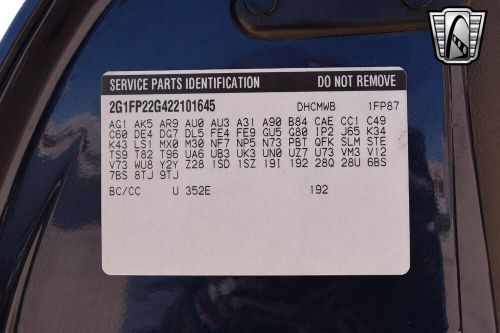 SERVICE PARTS IDENTIFICATION DO NOT REMOVE
2G1FP22G422101645 DHCMWB 1FP87
AG1 AK5 AR9 AU0 AU3 A31 A90 B84 CAE CC1 C49
C60 DE4 DG7 DL5 FE4 FE9 GU5 G80 IP2 J65 K34
K43 LS1 MX0 M30 NF7 NP5 N73 PBT QFK SLM STE
TS9 T82 T96 UA6 UB3 UK3 UN0 UZ7 U73 VM3 V12
V73 WU8 Y2Y Z28 1SD 1SZ 19I 192 28Q 28U 6BS
7BS 8TJ 9TJ
BC/CC U 352E 192